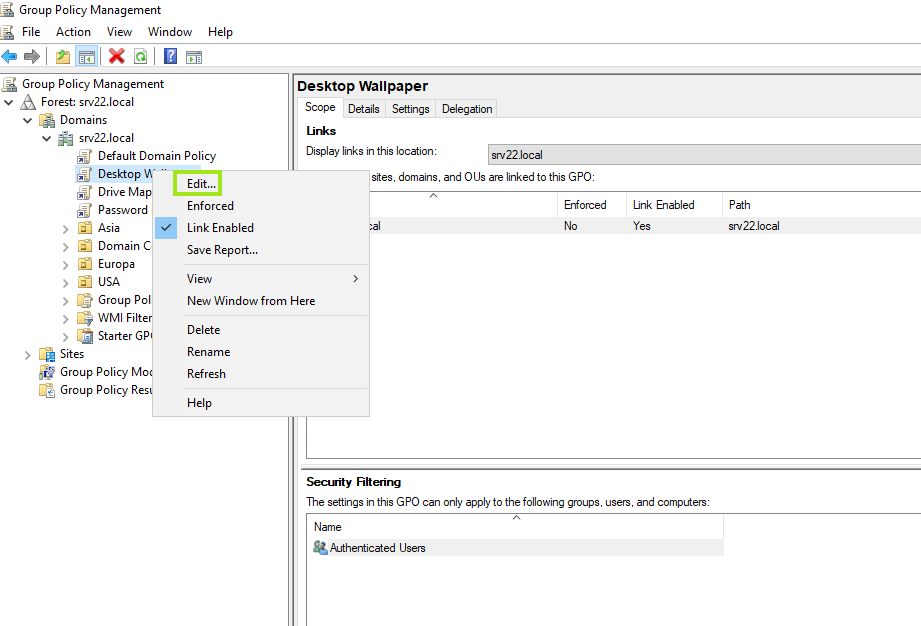 Group Policy Management
File Action View Window Help
Group Policy Management
Forest: srv22.local
Domains
srv22.local
Default Domain Policy
Desktop
Drive Map
Password
Asia
Domain
Europa
USA
Group
WMI Filter
Starter
Sites
Group Policy
Group Policy
Edit...
Enforced
Link Enabled
Save Report...
View
New Window from Here
Delete
Rename
Refresh
Help
Desktop Wallpaper
Scope Details Settings Delegation
Links
Display links in this location: srv22.local
sites, domains, and OUs are linked to this GPO:
Enforced Link Enabled Path
cal No Yes srv22.local
Security Filtering
The settings in this GPO can only apply to the following groups, users, and computers:
Name
Authenticated Users